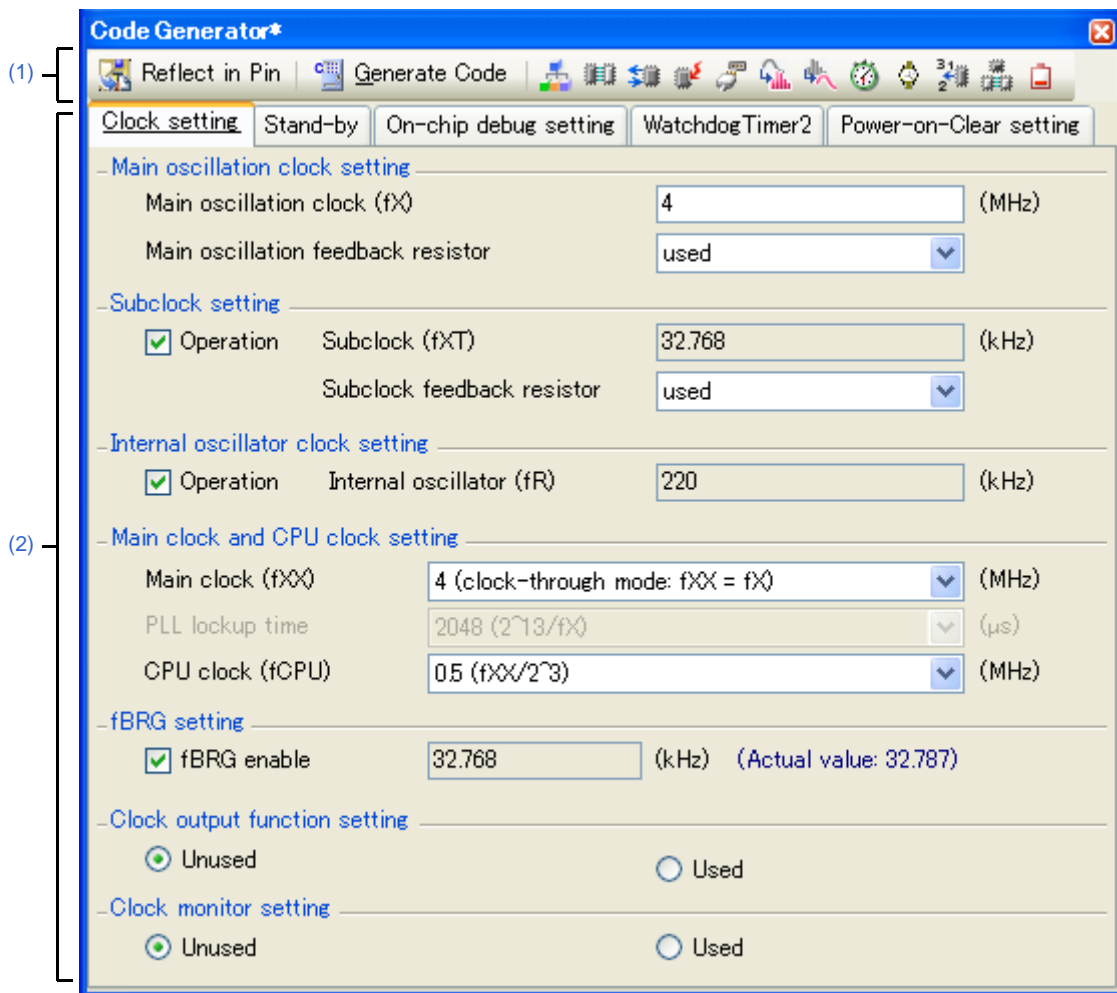 Code Generator*
(1)
Reflect in Pin
Generate Code
Clock setting
Stand-by
On-chip debug setting
WatchdogTimer2
Power-on-Clear setting
(2)
Main oscillation clock setting
Main oscillation clock (fX) 4 (MHz)
Main oscillation feedback resistor used
Subclock setting
Operation Subclock (fXT) 32.768 (kHz)
Subclock feedback resistor used
Internal oscillator clock setting
Operation Internal oscillator (fR) 220 (kHz)
Main clock and CPU clock setting
Main clock (fXX) 4 (clock-through mode: fXX = fX) (MHz)
PLL lockup time 2048 (2^13/fX) (μs)
CPU clock (fCPU) 0.5 (fXX/2^3) (MHz)
fBRG setting
fBRG enable 32.768 (kHz) (Actual value: 32.787)
Clock output function setting
Unused Used
Clock monitor setting
Unused Used